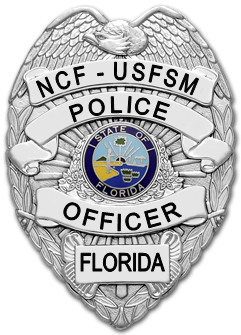 NCF - USFSM
POLICE
STATE OF
FLORIDA
OFFICER
FLORIDA